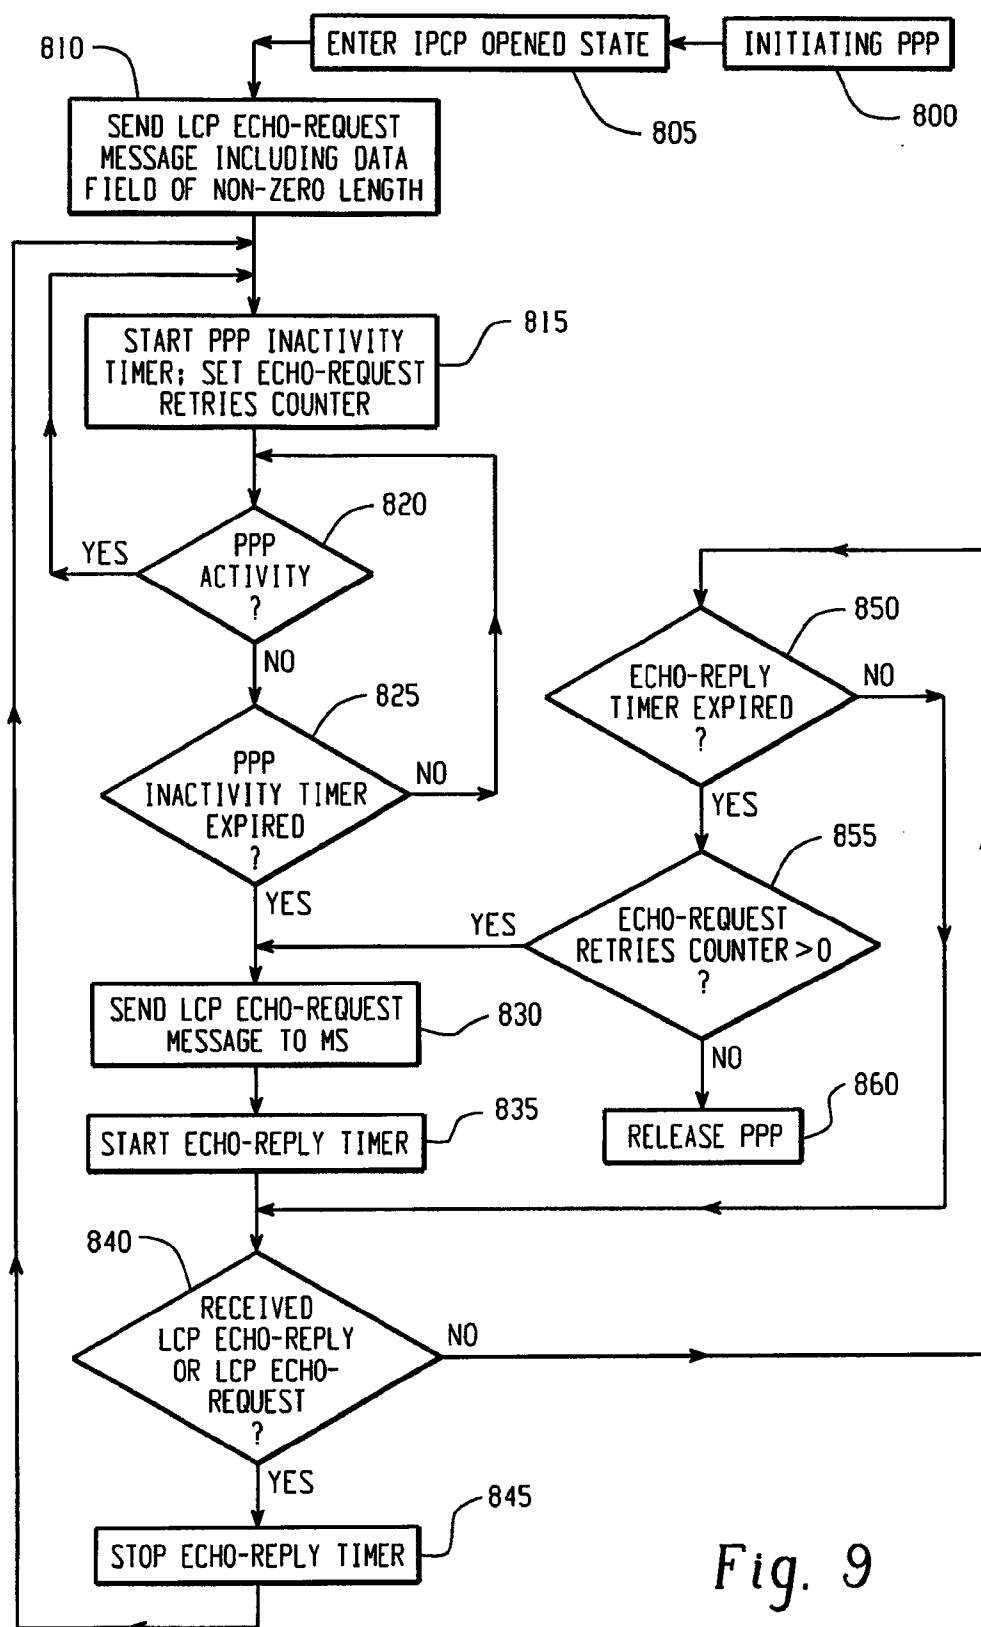 810
ENTER IPCP OPENED STATE
INITIATING PPP
805
800
SEND LCP ECHO-REQUEST
MESSAGE INCLUDING DATA
FIELD OF NON-ZERO LENGTH
815
START PPP INACTIVITY
TIMER; SET ECHO-REQUEST
RETRIES COUNTER
820
YES
PPP
ACTIVITY
?
NO
825
PPP
INACTIVITY TIMER
EXPIRED
?
NO
YES
850
ECHO-REPLY
TIMER EXPIRED
?
NO
YES
855
YES
ECHO-REQUEST
RETRIES COUNTER >0
?
NO
SEND LCP ECHO-REQUEST
MESSAGE TO MS
830
860
RELEASE PPP
START ECHO-REPLY TIMER
835
840
RECEIVED
LCP ECHO-REPLY
OR LCP ECHO-
REQUEST
?
NO
YES
845
STOP ECHO-REPLY TIMER
Fig. 9